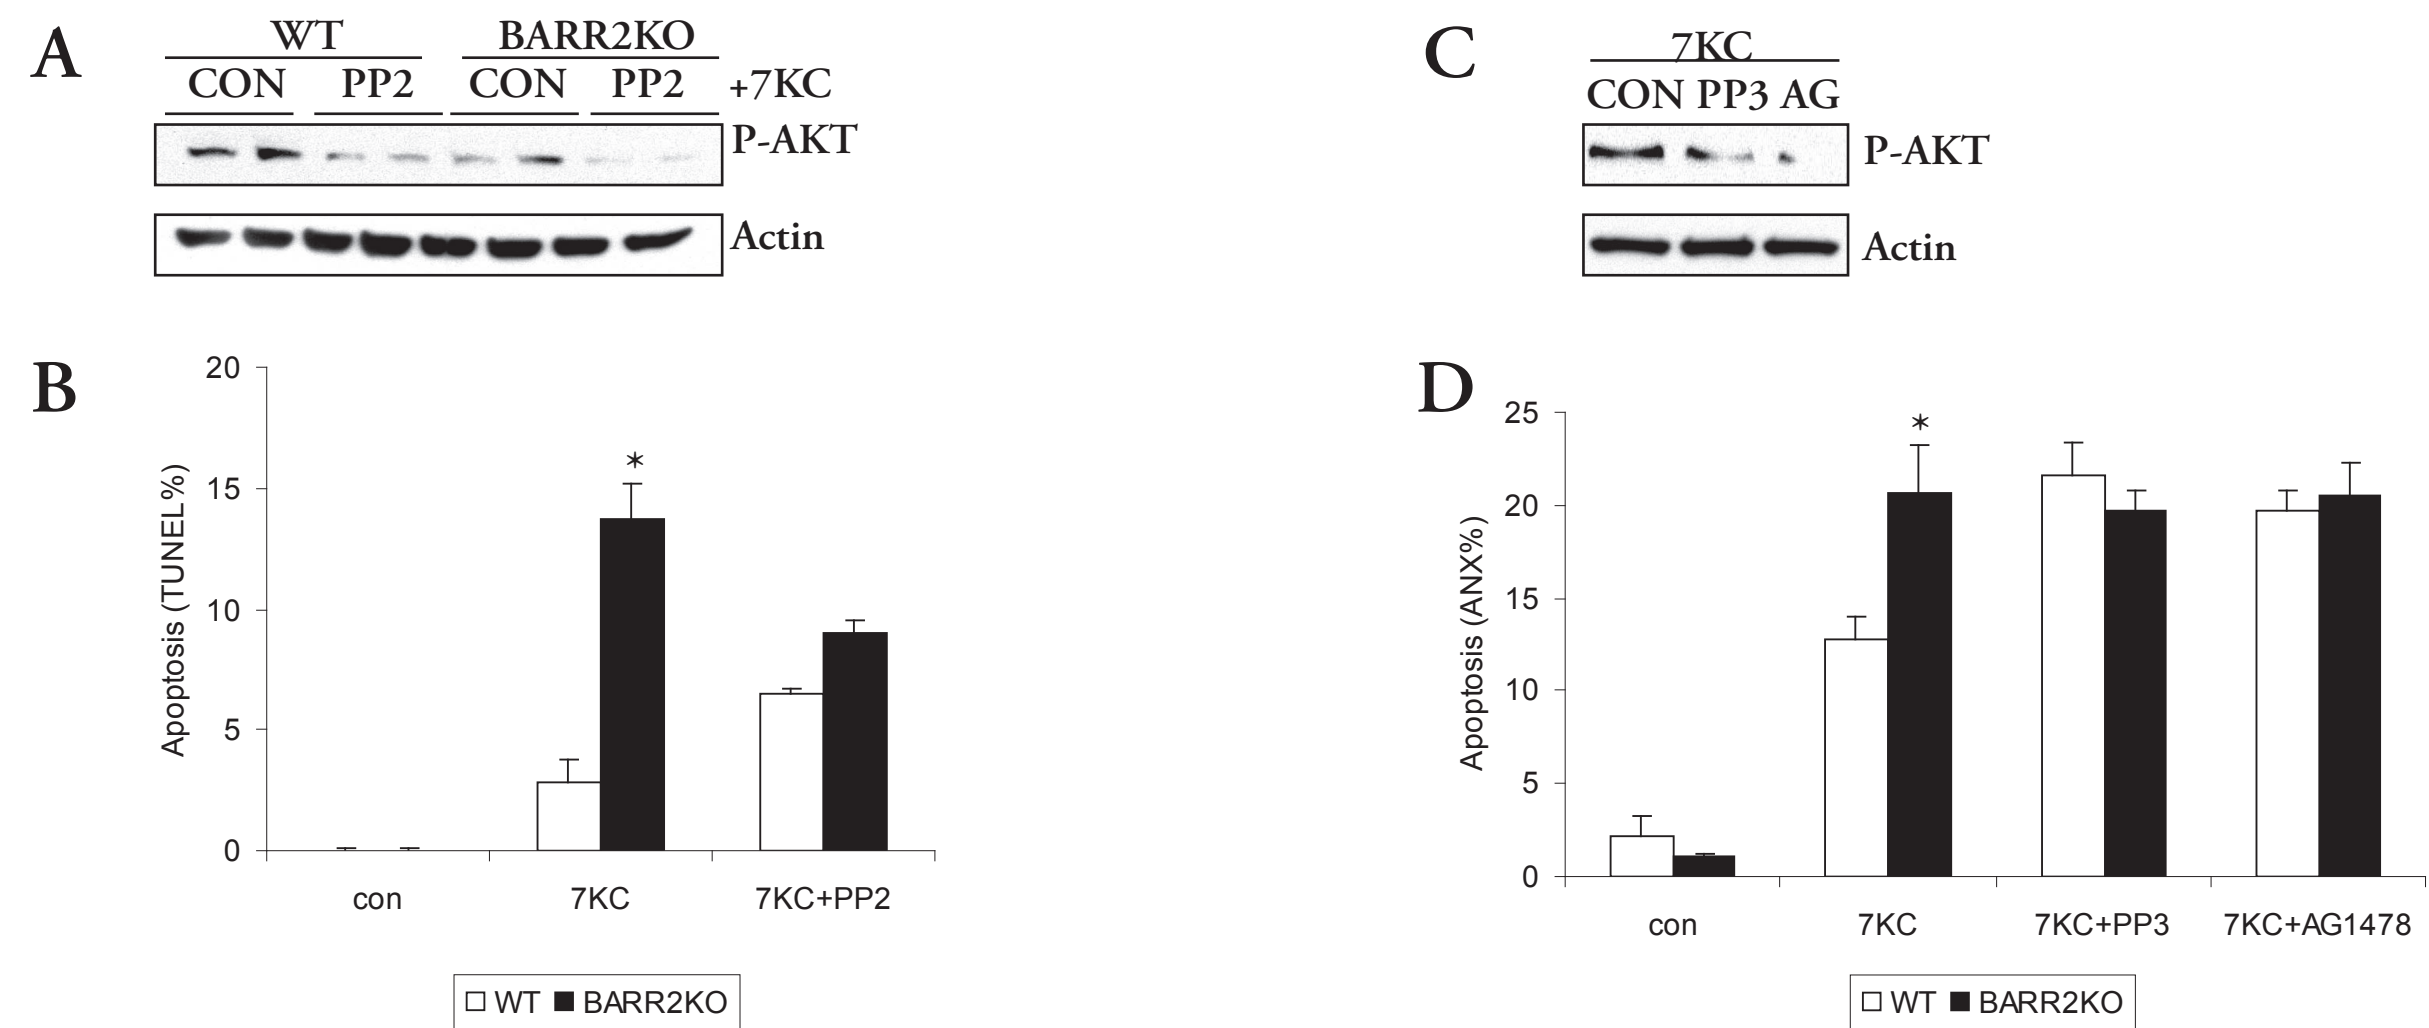 A
WT BARR2KO
CON PP2 CON PP2 +7KC
P-AKT
Actin
B
20
15
10
5
0
Apoptosis (TUNEL%)
*
con 7KC 7KC+PP2
WT BARR2KO
C
7KC
CON PP3 AG
P-AKT
Actin
D
25
20
15
10
5
0
Apoptosis (ANX%)
*
con 7KC 7KC+PP3 7KC+AG1478
WT BARR2KO